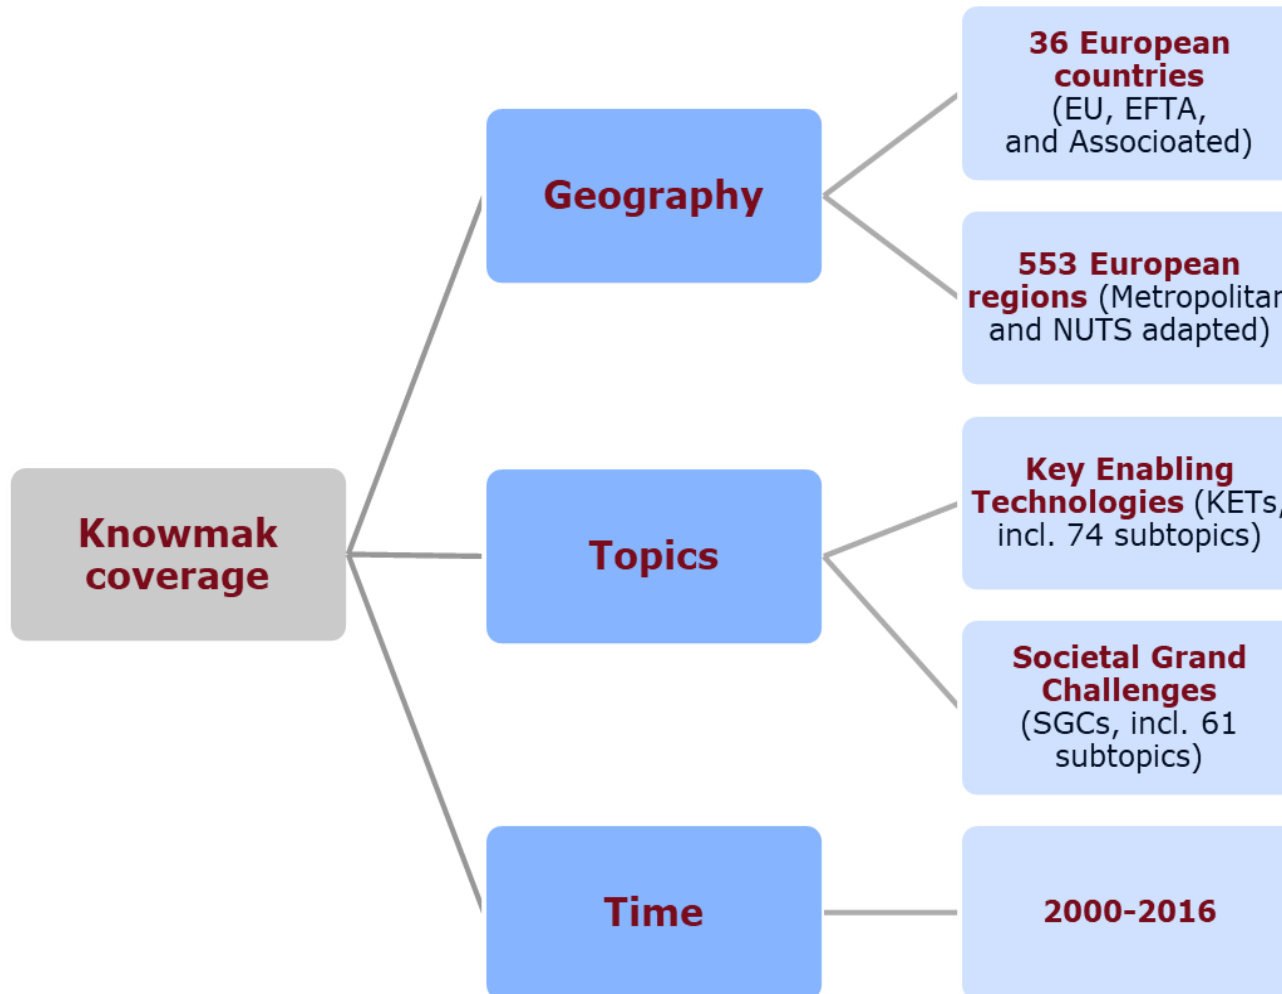 Knowmak
coverage
Geography
36 European
countries
(EU, EFTA,
and Associoated)
553 European
regions (Metropolitan
and NUTS adapted)
Topics
Key Enabling
Technologies (KETs,
incl. 74 subtopics)
Societal Grand
Challenges
(SGCs, incl. 61
subtopics)
Time
2000-2016